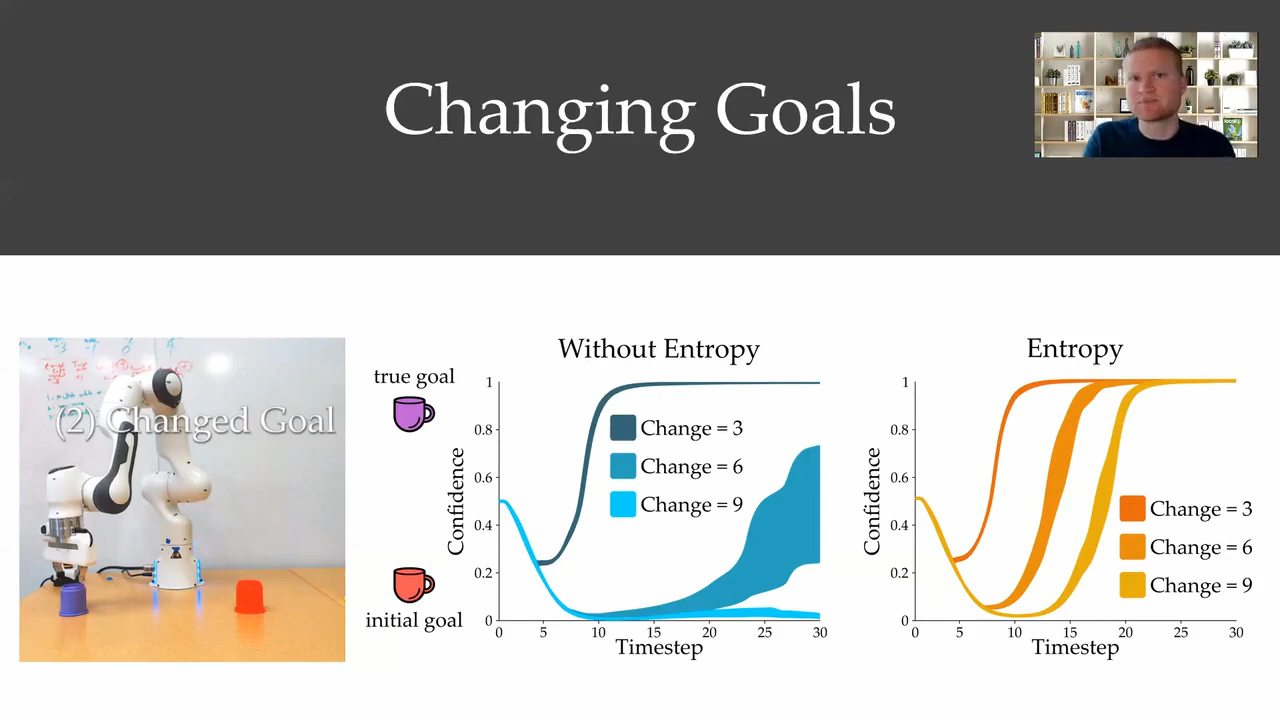 Changing Goals
(2) Changed Goal
true goal
initial goal
Without Entropy
Confidence
1
0.8
0.6
0.4
0.2
0
Change = 3
Change = 6
Change = 9
0 5 10 15 20 25 30
Timestep
Entropy
Confidence
1
0.8
0.6
0.4
0.2
0
Change = 3
Change = 6
Change = 9
0 5 10 15 20 25 30
Timestep